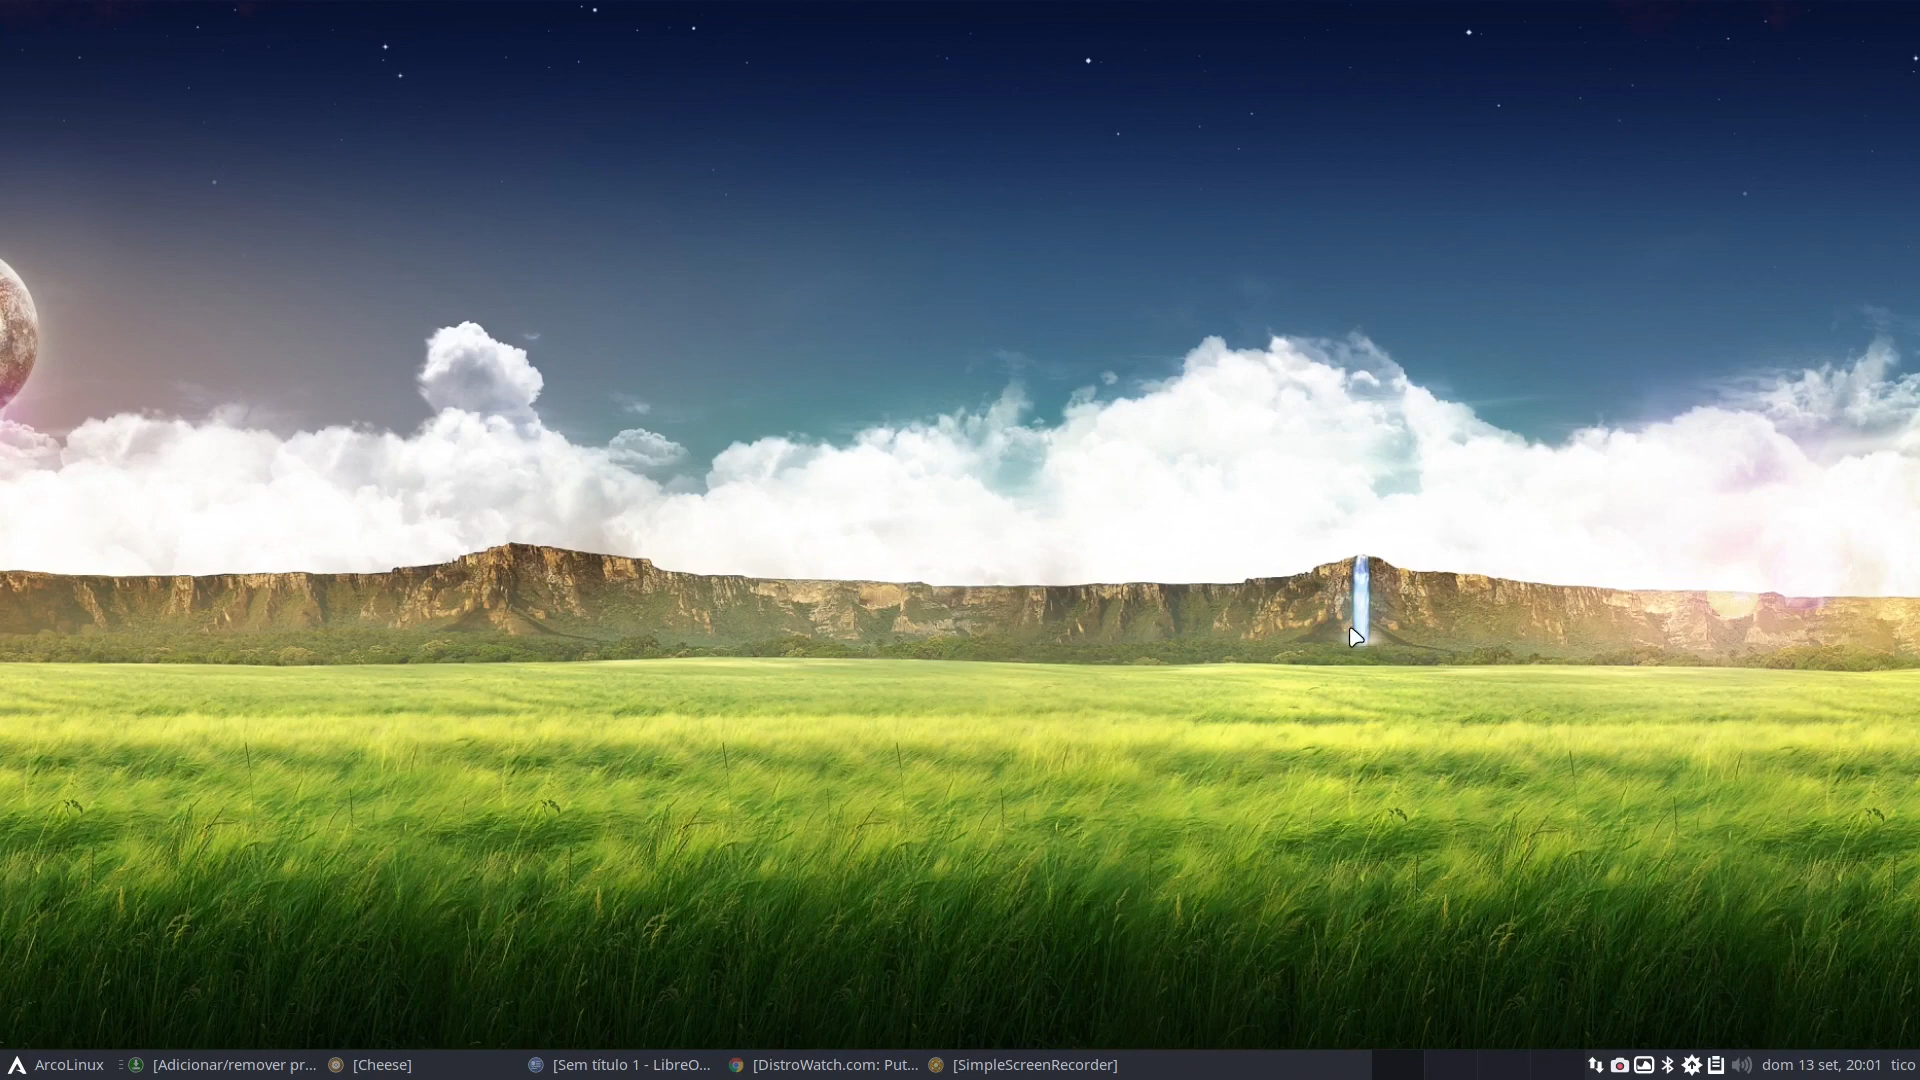 ArcoLinux [Adicionar/remover pr... [Cheese] [Sem título 1 - LibreO... [DistroWatch.com: Put... [SimpleScreenRecorder] dom 13 set, 20:01 tico